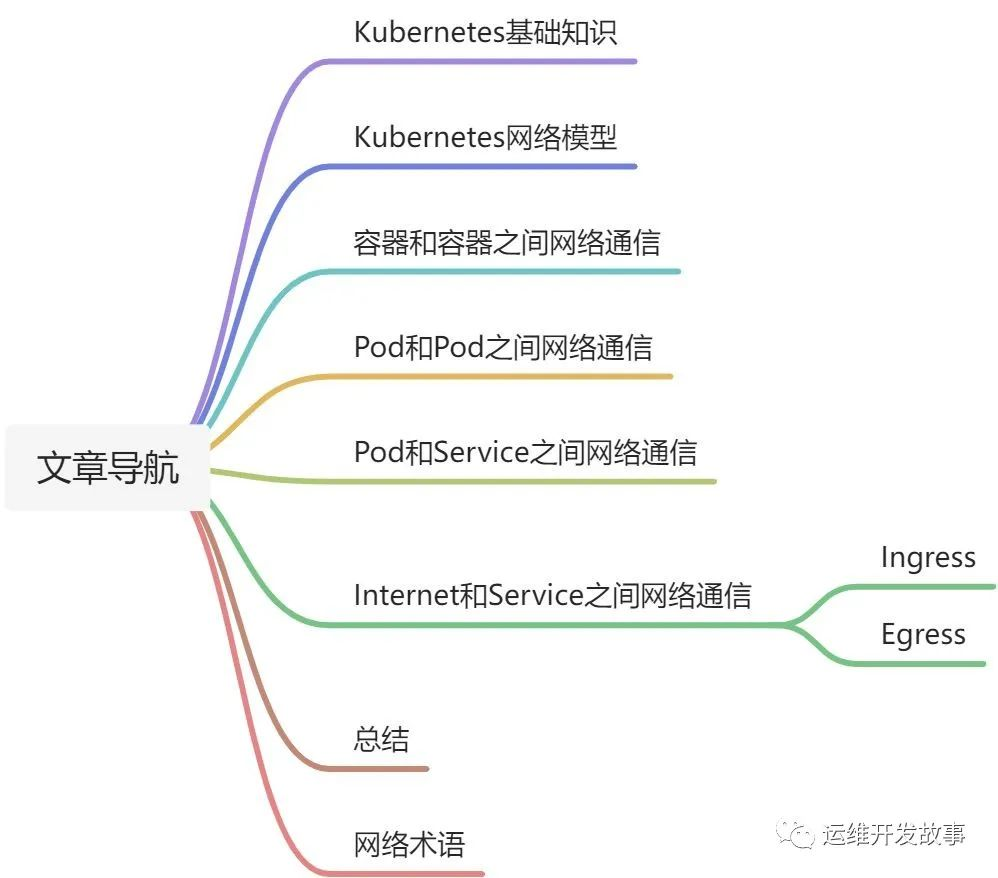 文章导航
Kubernetes基础知识
Kubernetes网络模型
容器和容器之间网络通信
Pod和Pod之间网络通信
Pod和Service之间网络通信
Internet和Service之间网络通信
Ingress
Egress
总结
网络术语
运维开发故事